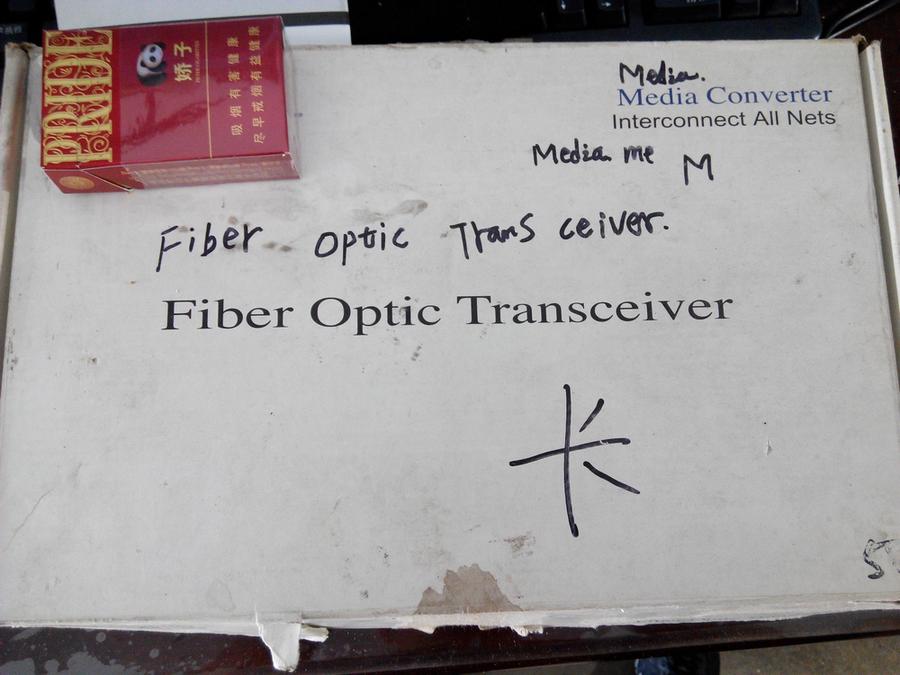 PRIDE
娇子
吸烟有害健康
尽早戒烟有益健康
Media.
Media Converter
Interconnect All Nets
Media me M
Fiber Optic Trans ceiver.
Fiber Optic Transceiver